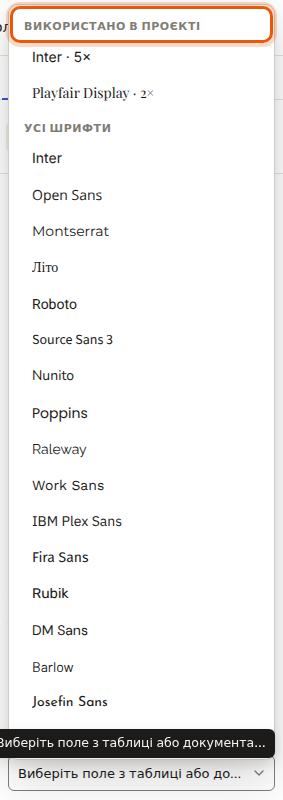 ВИКОРИСТАНО В ПРОЄКТІ
Inter · 5×
Playfair Display · 2×
УСІ ШРИФТИ
Inter
Open Sans
Montserrat
Літо
Roboto
Source Sans 3
Nunito
Poppins
Raleway
Work Sans
IBM Plex Sans
Fira Sans
Rubik
DM Sans
Barlow
Josefin Sans
Виберіть поле з таблиці або документа...
Виберіть поле з таблиці або до...